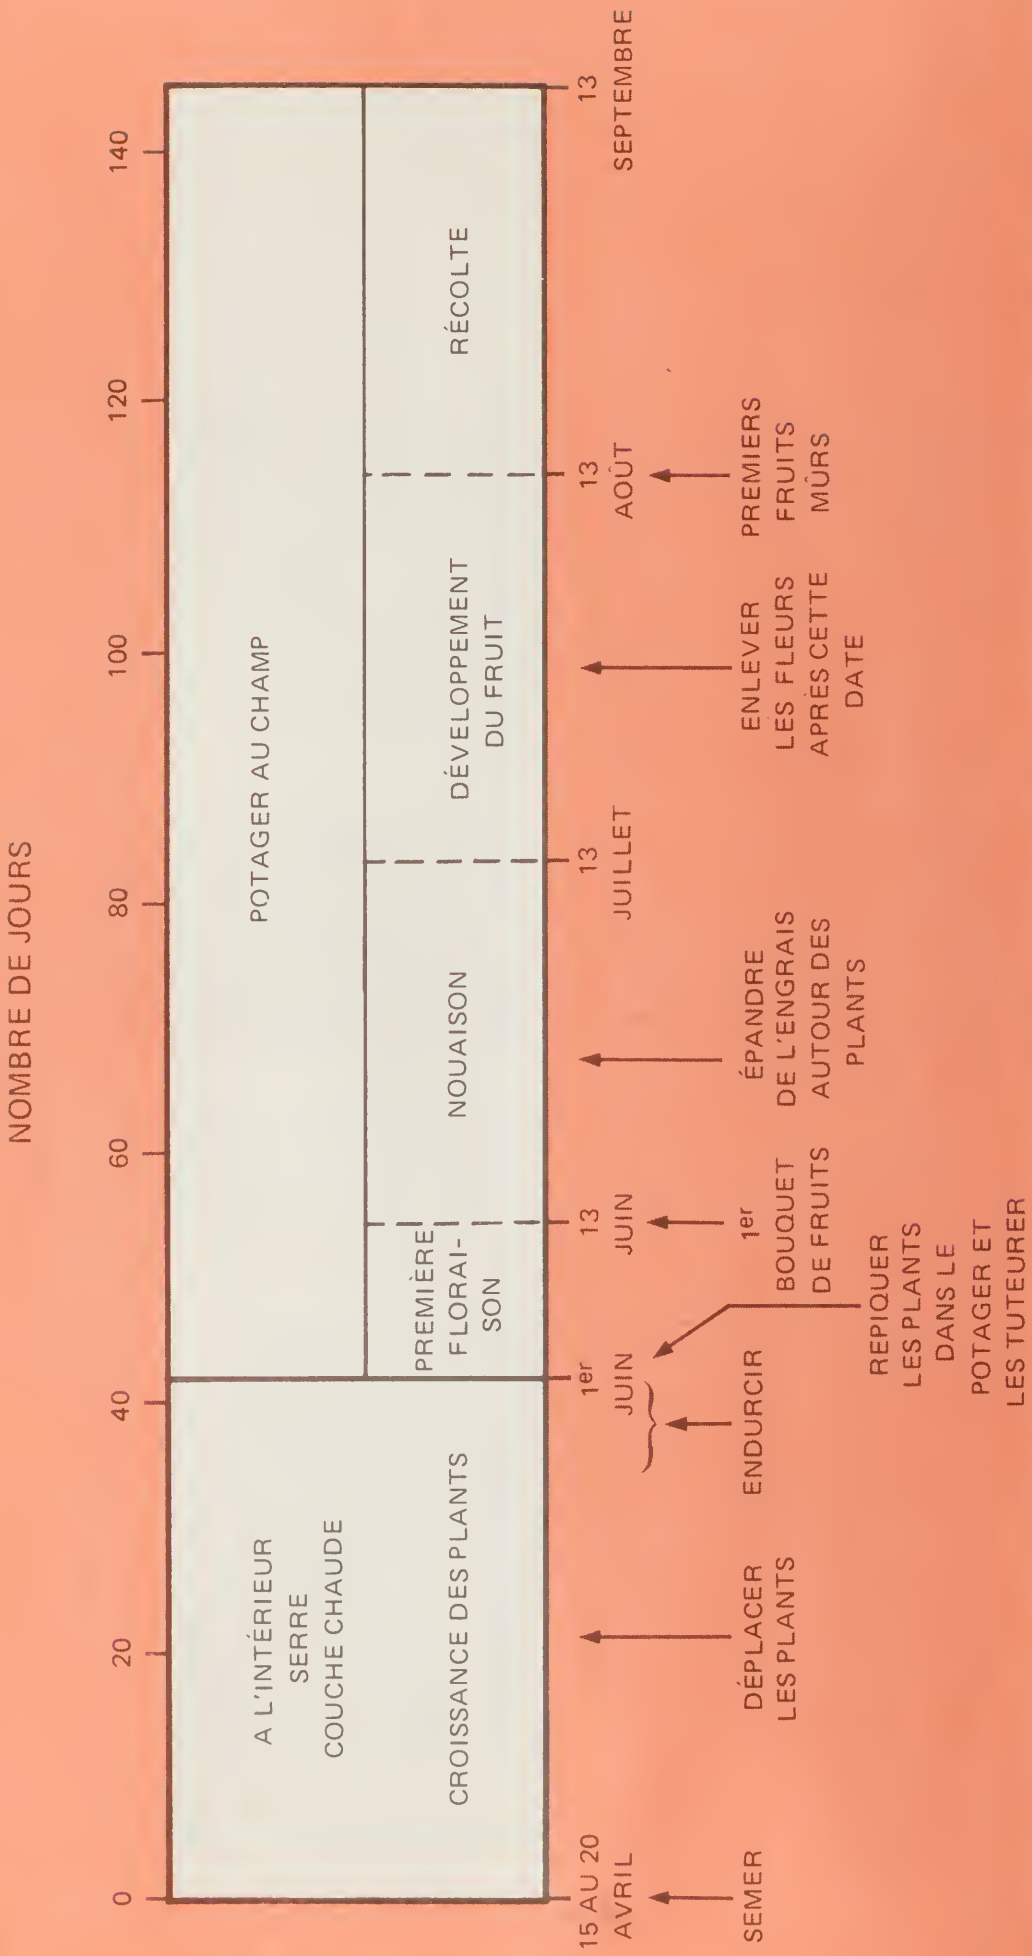 NOMBRE DE JOURS
0
20
40
60
80
100
120
140
A L'INTÉRIEUR
SERRE
COUCHE CHAUDE
POTAGER AU CHAMP
CROISSANCE DES PLANTS
PREMIÈRE
FLORAI-
SON
NOUAISON
DÉVELOPPEMENT
DU FRUIT
RÉCOLTE
15 AU 20
AVRIL
1er
JUIN
13
JUIN
13
JUILLET
13
AOÛT
13
SEPTEMBRE
SEMER
DÉPLACER
LES PLANTS
ENDURCIR
REPIQUER
LES PLANTS
DANS LE
POTAGER ET
LES TUTEURER
1er
BOUQUET
DE FRUITS
ÉPANDRE
DE L'ENGRAIS
AUTOUR DES
PLANTS
ENLEVER
LES FLEURS
APRÈS CETTE
DATE
PREMIERS
FRUITS
MÛRS